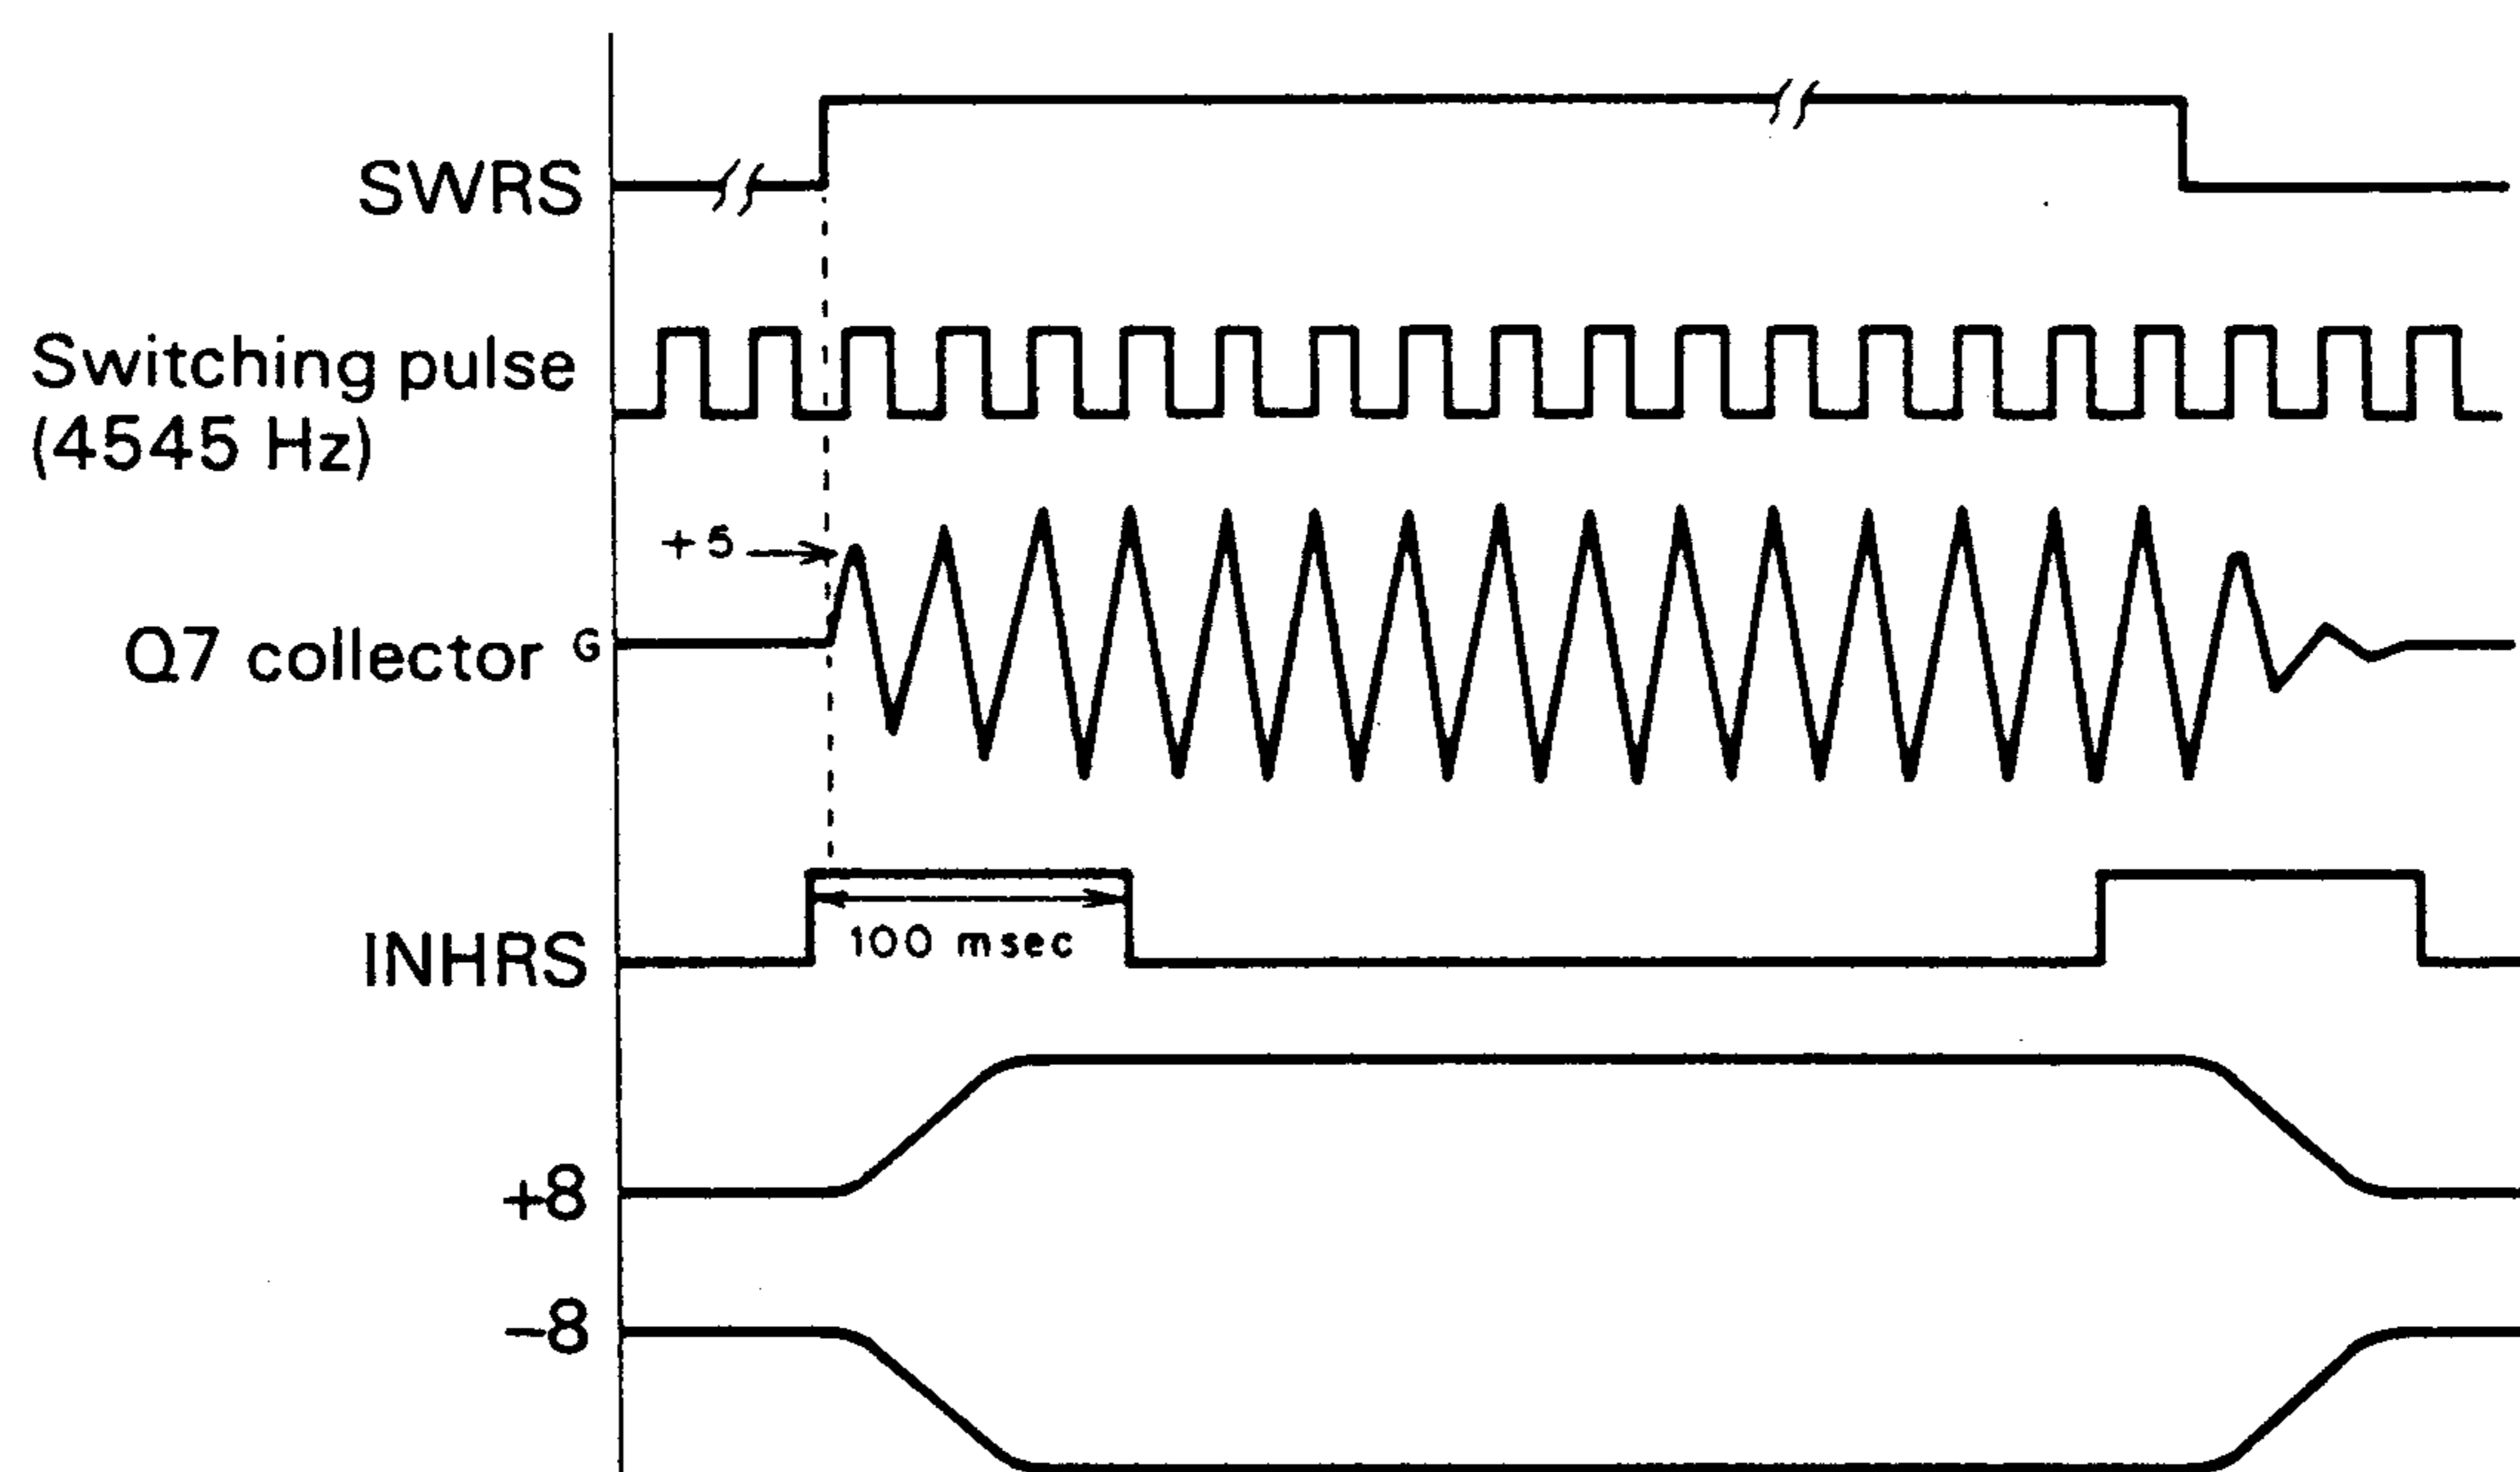 SWRS
Switching pulse
(4545 Hz)
+5
Q7 collector G
100 msec
INHRS
+8
−8